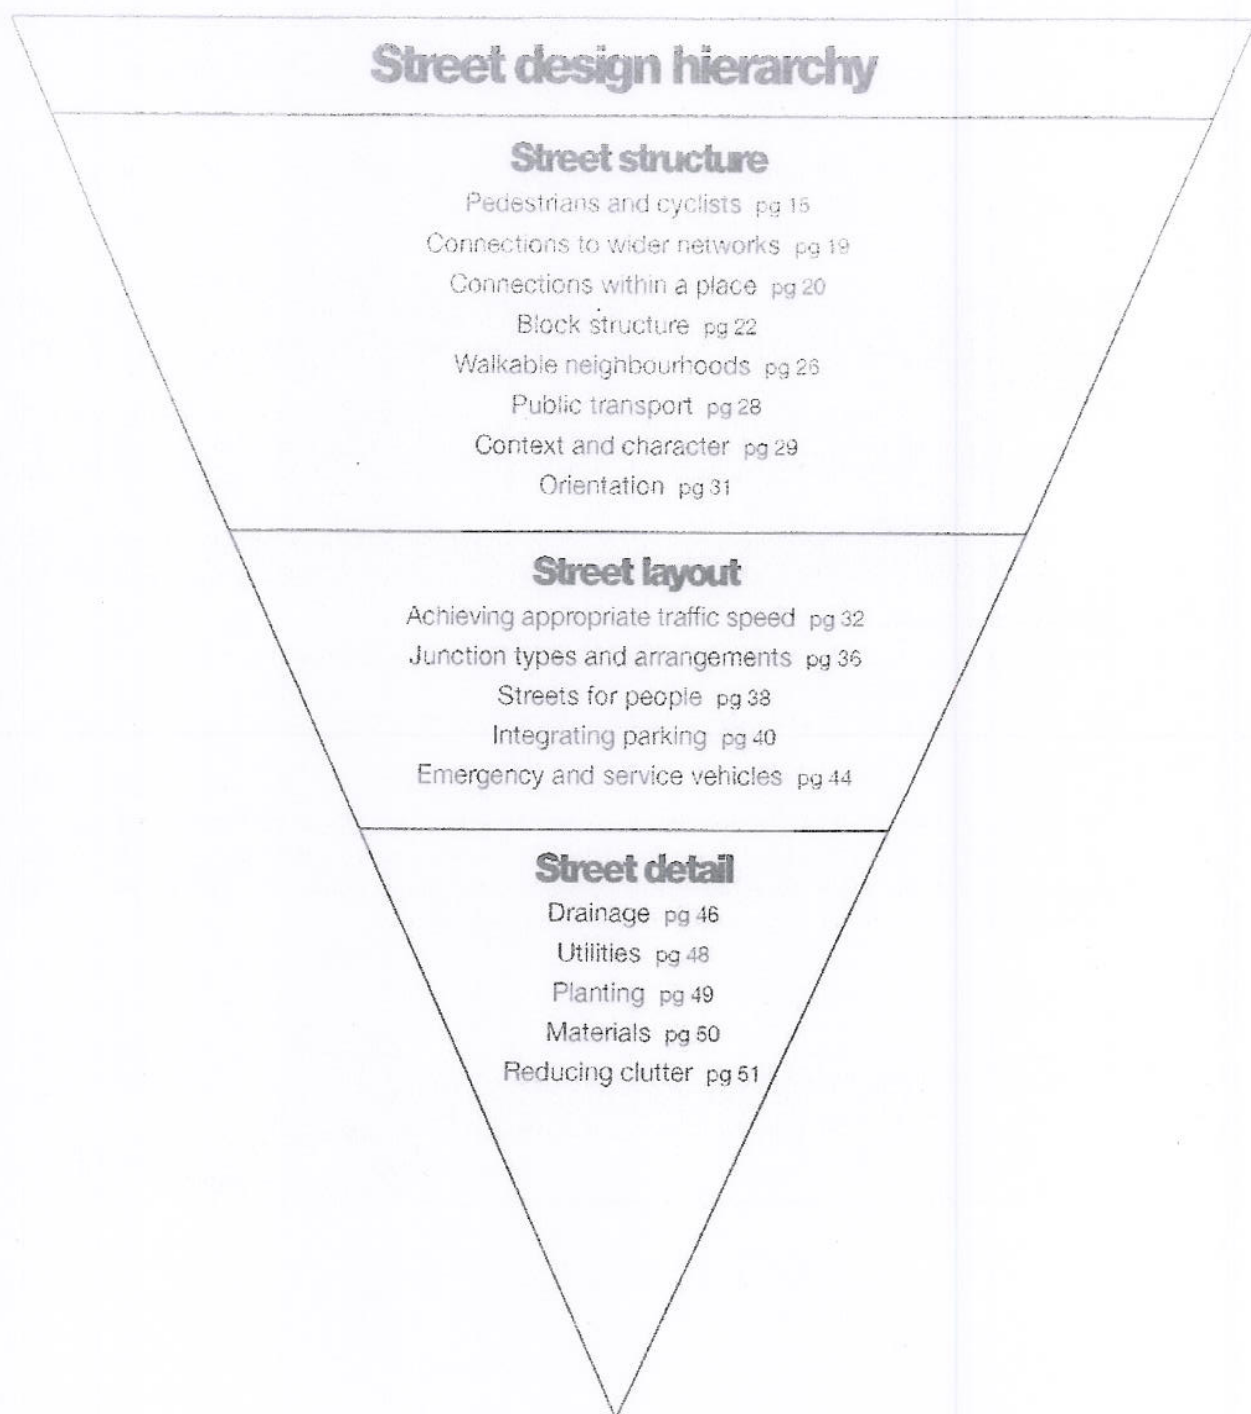 Street design hierarchy
Street structure
Pedestrians and cyclists pg 15
Connections to wider networks pg 19
Connections within a place pg 20
Block structure pg 22
Walkable neighbourhoods pg 26
Public transport pg 28
Context and character pg 29
Orientation pg 31
Street layout
Achieving appropriate traffic speed pg 32
Junction types and arrangements pg 36
Streets for people pg 38
Integrating parking pg 40
Emergency and service vehicles pg 44
Street detail
Drainage pg 46
Utilities pg 48
Planting pg 49
Materials pg 50
Reducing clutter pg 51